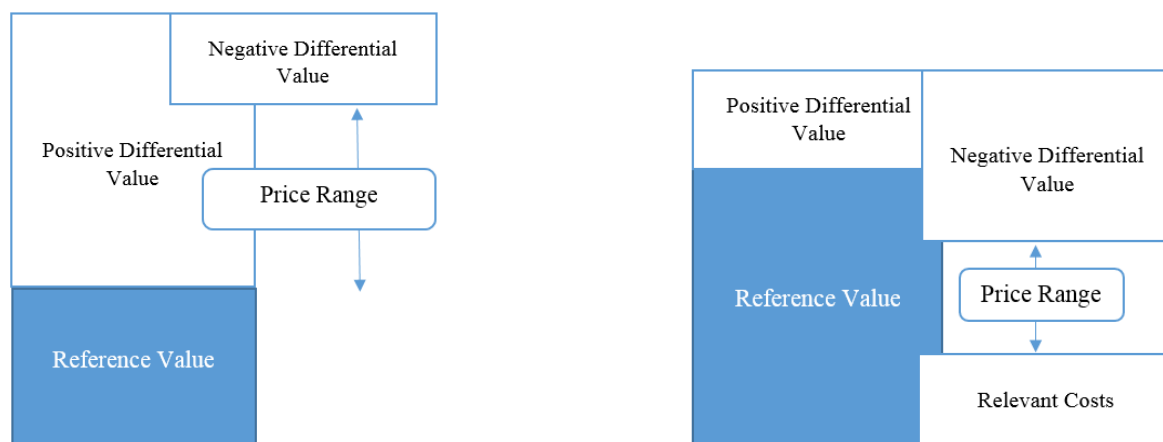 Negative Differential
Value
Positive Differential
Value
Price Range
Reference Value
Positive Differential
Value
Negative Differential
Value
Reference Value
Price Range
Relevant Costs